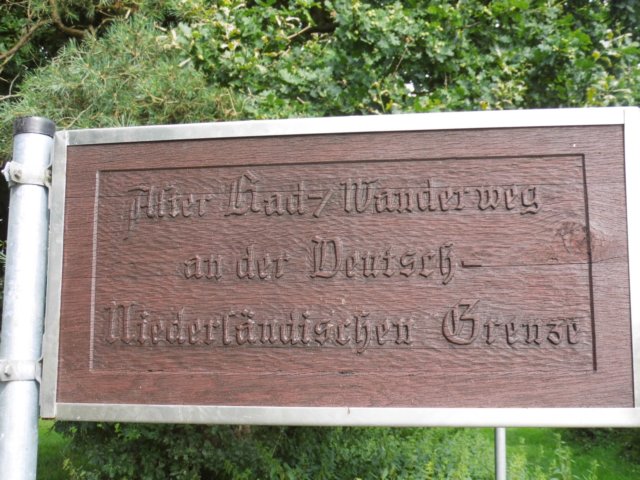 Alter Rad-/Wanderweg
an der Deutsch-
Niederländischen Grenze